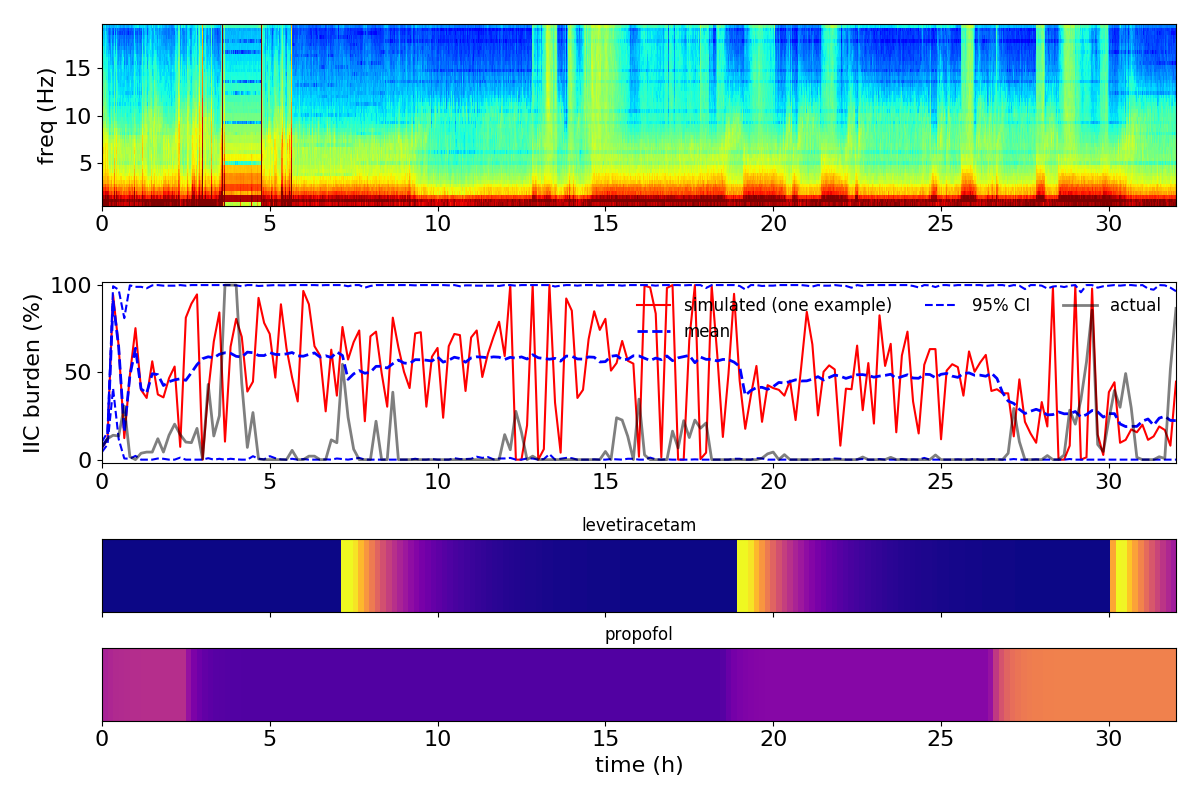 freq (Hz)
15
10
5
0 5 10 15 20 25 30
IIC burden (%)
100
50
0
simulated (one example) 95% CI actual
mean
0 5 10 15 20 25 30
levetiracetam
propofol
0 5 10 15 20 25 30
time (h)